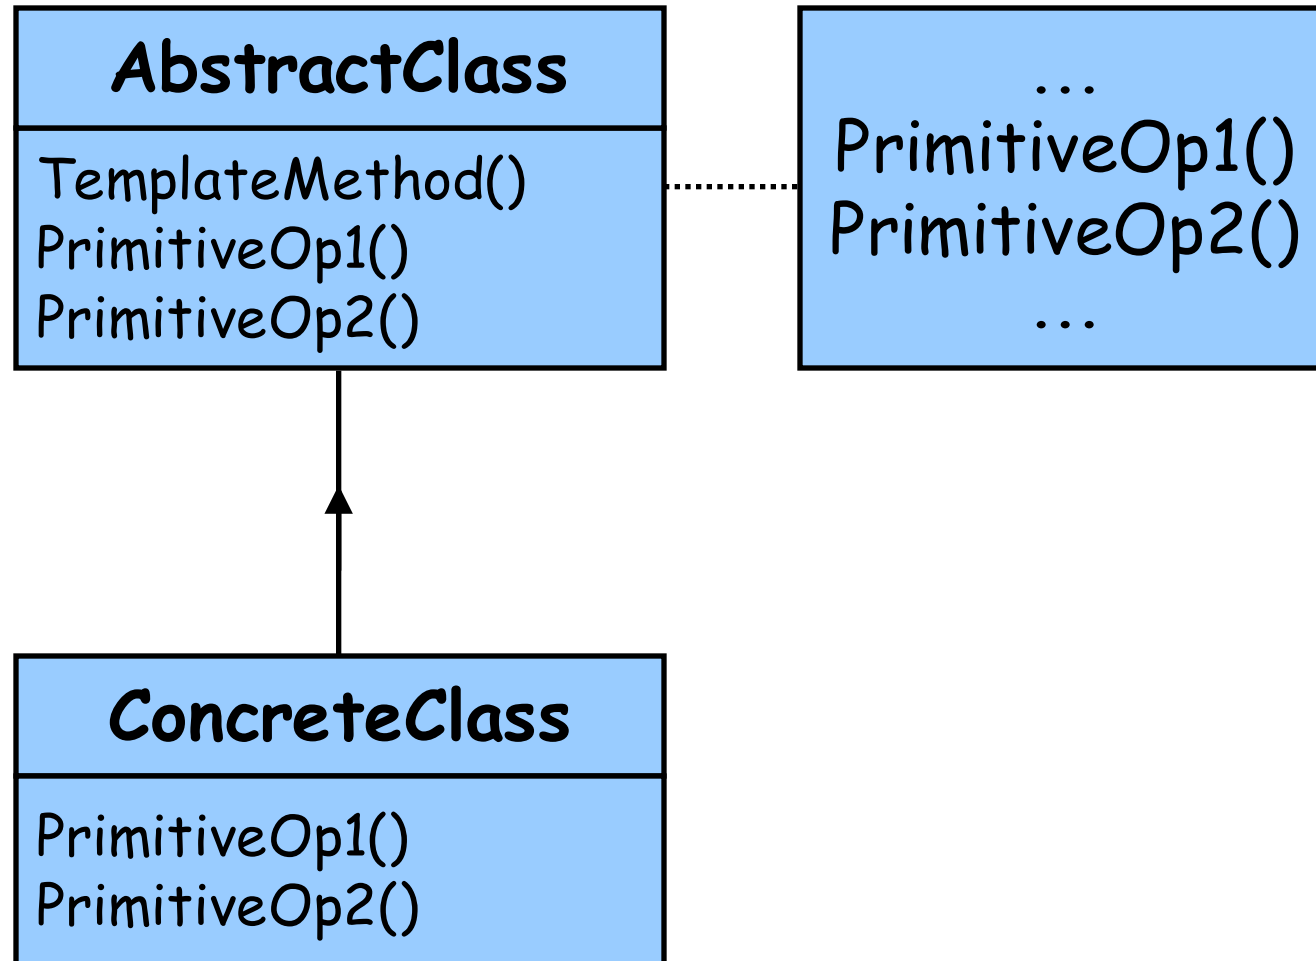 AbstractClass
TemplateMethod()
PrimitiveOp1()
PrimitiveOp2()
...
PrimitiveOp1()
PrimitiveOp2()
...
ConcreteClass
PrimitiveOp1()
PrimitiveOp2()